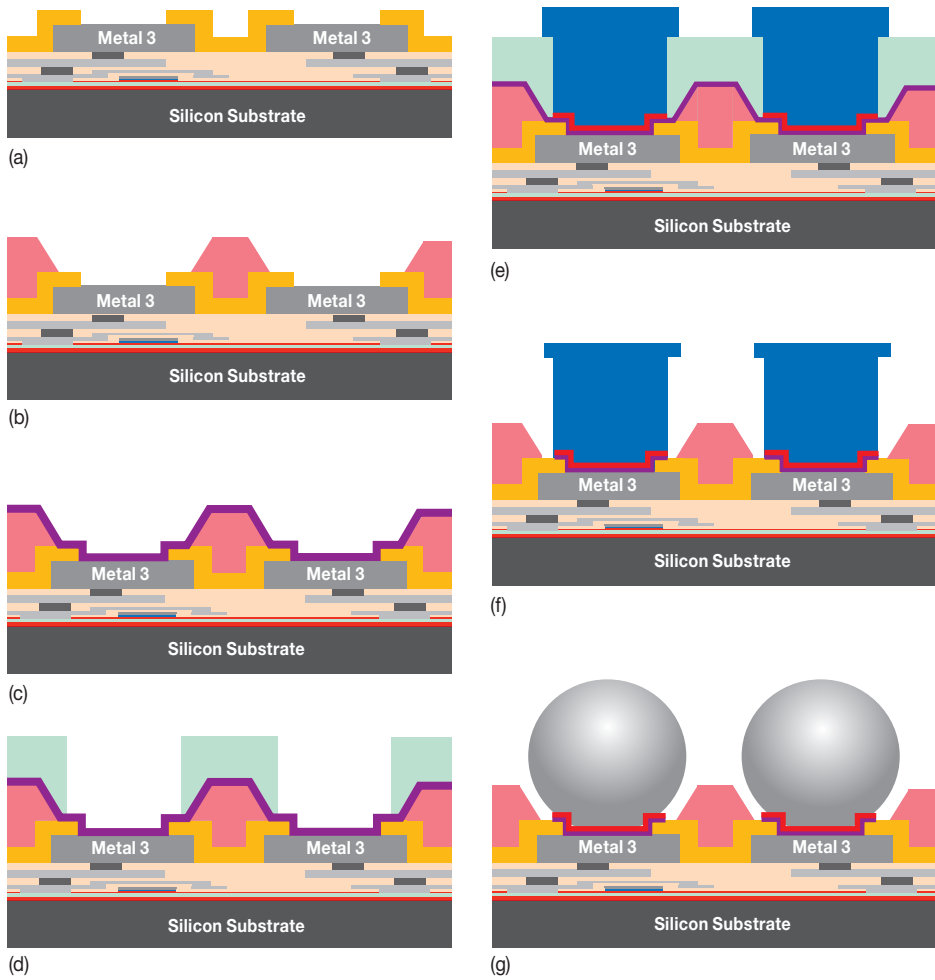 Metal 3 Metal 3
Silicon Substrate
(a)
Metal 3 Metal 3
Silicon Substrate
(b)
Metal 3 Metal 3
Silicon Substrate
(c)
Metal 3 Metal 3
Silicon Substrate
(d)
Metal 3 Metal 3
Silicon Substrate
(e)
Metal 3 Metal 3
Silicon Substrate
(f)
Metal 3 Metal 3
Silicon Substrate
(g)